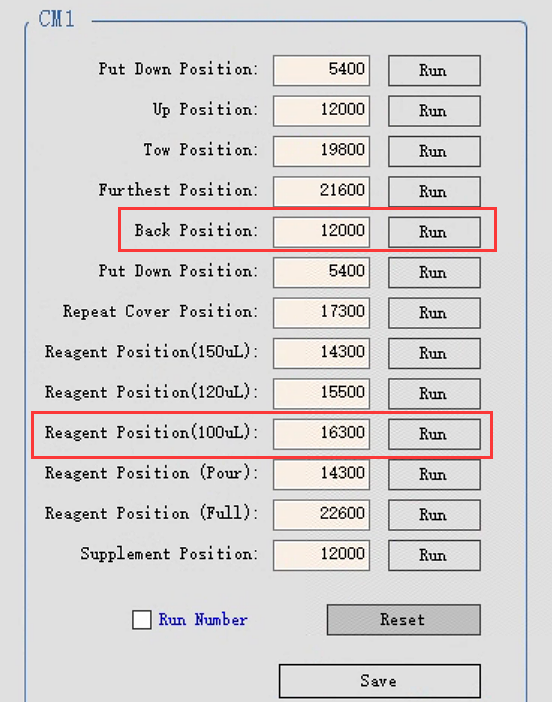 CM1
Put Down Position: 5400 Run
Up Position: 12000 Run
Tow Position: 19800 Run
Furthest Position: 21600 Run
Back Position: 12000 Run
Put Down Position: 5400 Run
Repeat Cover Position: 17300 Run
Reagent Position(150uL): 14300 Run
Reagent Position(120uL): 15500 Run
Reagent Position(100uL): 16300 Run
Reagent Position (Pour): 14300 Run
Reagent Position (Full): 22600 Run
Supplement Position: 12000 Run
Run Number Reset
Save